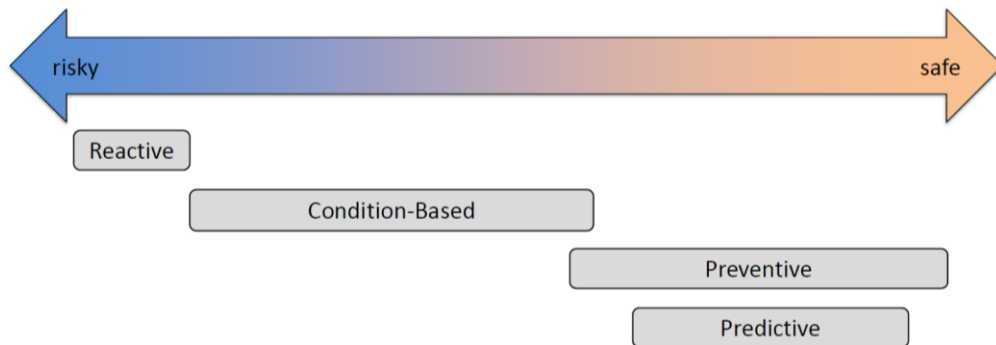 risky safe
Reactive
Condition-Based
Preventive
Predictive